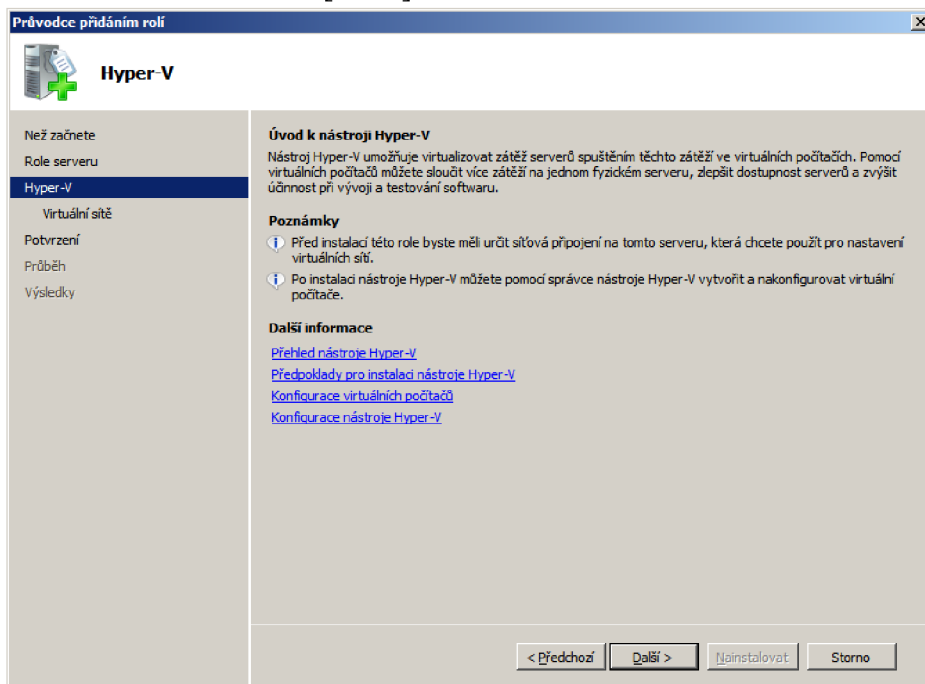 Průvodce přidáním rolí
Hyper-V
Než začnete
Role serveru
Hyper-V
Virtuální sítě
Potvrzení
Průběh
Výsledky
Úvod k nástroji Hyper-V
Nástroj Hyper-V umožňuje virtualizovat zátěž serverů spuštěním těchto zátěží ve virtuálních počítačích. Pomocí
virtuálních počítačů můžete sloučit více zátěží na jednom fyzickém serveru, zlepšit dostupnost serverů a zvýšit
účinnost při vývoji a testování softwaru.
Poznámky
Před instalací této role byste měli určit síťová připojení na tomto serveru, která chcete použít pro nastavení
virtuálních sítí.
Po instalaci nástroje Hyper-V můžete pomocí správce nástroje Hyper-V vytvořit a nakonfigurovat virtuální
počítače.
Další informace
Přehled nástroje Hyper-V
Předpoklady pro instalaci nástroje Hyper-V
Konfigurace virtuálních počítačů
Konfigurace nástroje Hyper-V
< Předchozí
Další >
Nainstalovat
Storno